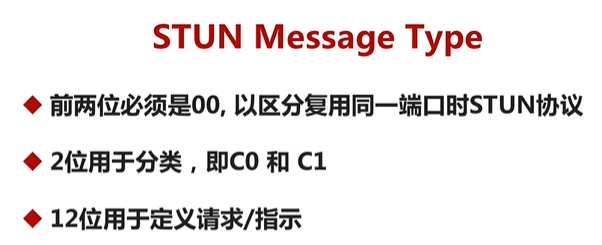 STUN Message Type
前两位必须是00, 以区分复用同一端口时STUN协议
2位用于分类，即C0 和 C1
12位用于定义请求/指示